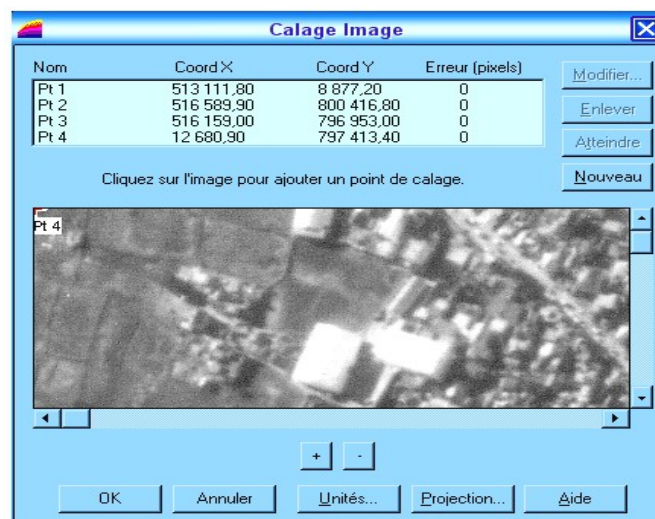 Calage Image
Nom Coord X Coord Y Erreur (pixels)
Pt 1 513 111,80 8 877,20 0
Pt 2 516 589,90 800 416,80 0
Pt 3 516 159,00 796 953,00 0
Pt 4 12 680,90 797 413,40 0
Modifier...
Enlever
Atteindre
Nouveau
Cliquez sur l'image pour ajouter un point de calage.
Pt 4
+ -
OK Annuler Unités... Projection... Aide